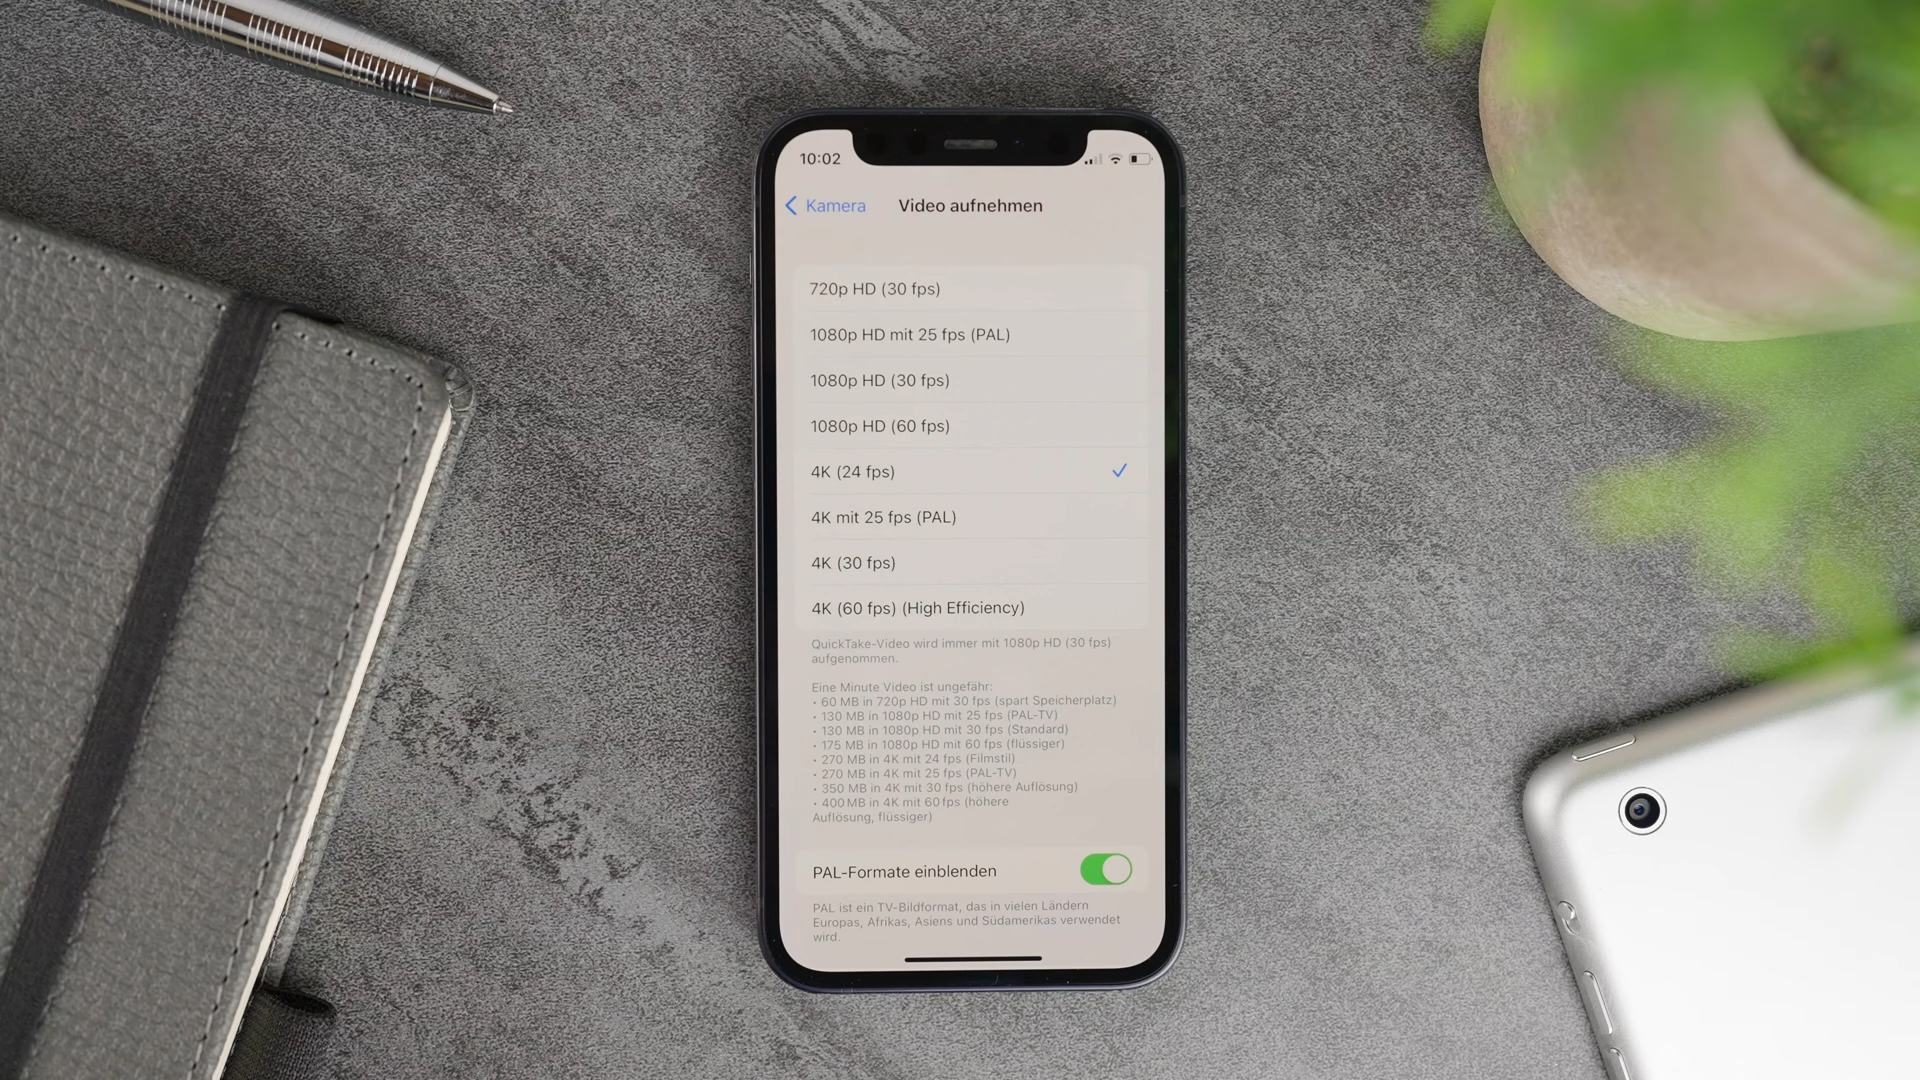 10:02
Kamera
Video aufnehmen
720p HD (30 fps)
1080p HD mit 25 fps (PAL)
1080p HD (30 fps)
1080p HD (60 fps)
4K (24 fps)
4K mit 25 fps (PAL)
4K (30 fps)
4K (60 fps) (High Efficiency)
QuickTake-Video wird immer mit 1080p HD (30 fps)
aufgenommen.
Eine Minute Video ist ungefähr:
• 60 MB in 720p HD mit 30 fps (spart Speicherplatz)
• 130 MB in 1080p HD mit 25 fps (PAL-TV)
• 130 MB in 1080p HD mit 30 fps (Standard)
• 175 MB in 1080p HD mit 60 fps (flüssiger)
• 270 MB in 4K mit 24 fps (Filmstil)
• 270 MB in 4K mit 25 fps (PAL-TV)
• 350 MB in 4K mit 30 fps (höhere Auflösung)
• 400 MB in 4K mit 60 fps (höhere
Auflösung, flüssiger)
PAL-Formate einblenden
PAL ist ein TV-Bildformat, das in vielen Ländern
Europas, Afrikas, Asiens und Südamerikas verwendet
wird.